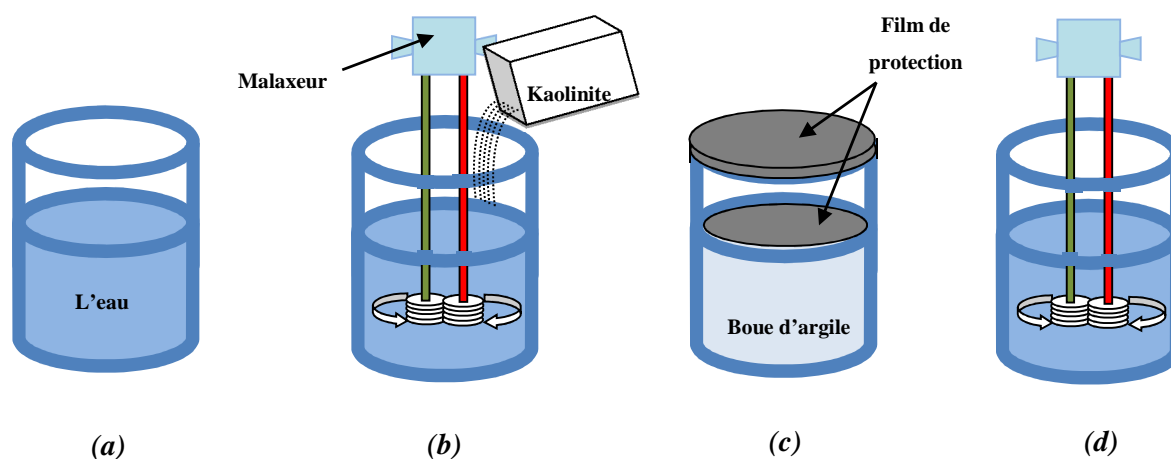 Malaxeur
Kaolinite
Film de
protection
L'eau
Boue d'argile
(a)
(b)
(c)
(d)